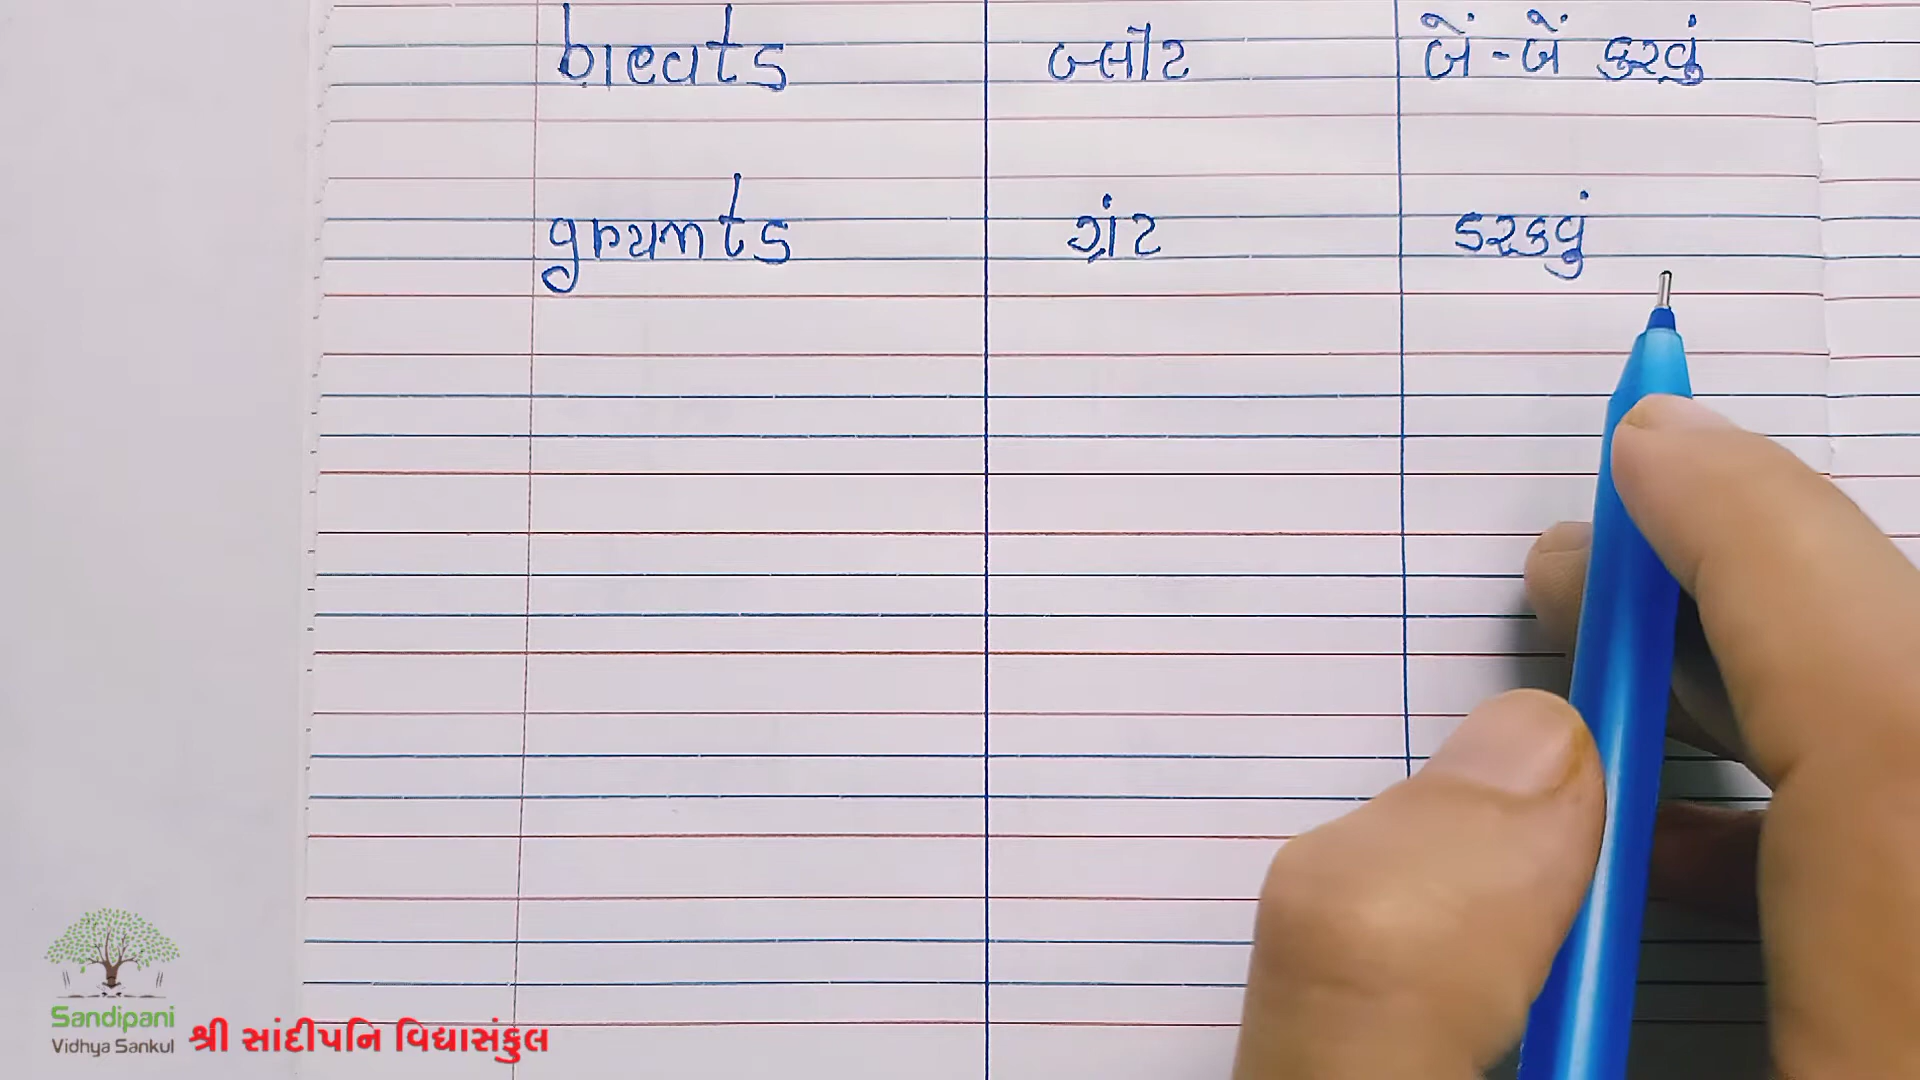 bleats બ્લીટ બેં-બેં કરવું
grunts ગ્રંટ ડરકવું
Sandipani
Vidhya Sankul
શ્રી સાંદીપનિ વિદ્યાસંકુલ